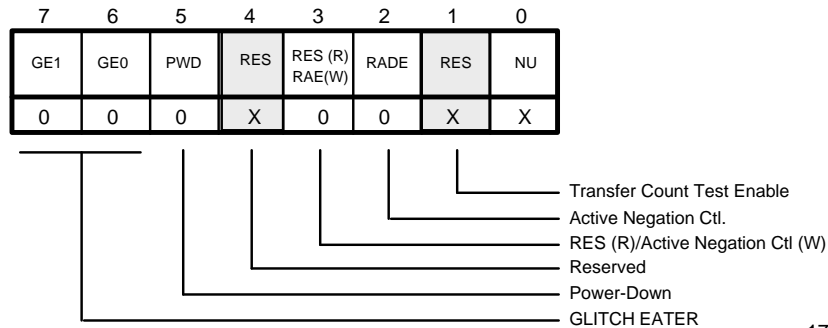 7 6 5 4 3 2 1 0
GE1 GE0 PWD RES RES (R) RAE(W) RADE RES NU
0 0 0 X 0 0 X X
Transfer Count Test Enable
Active Negation Ctl.
RES (R)/Active Negation Ctl (W)
Reserved
Power-Down
GLITCH EATER